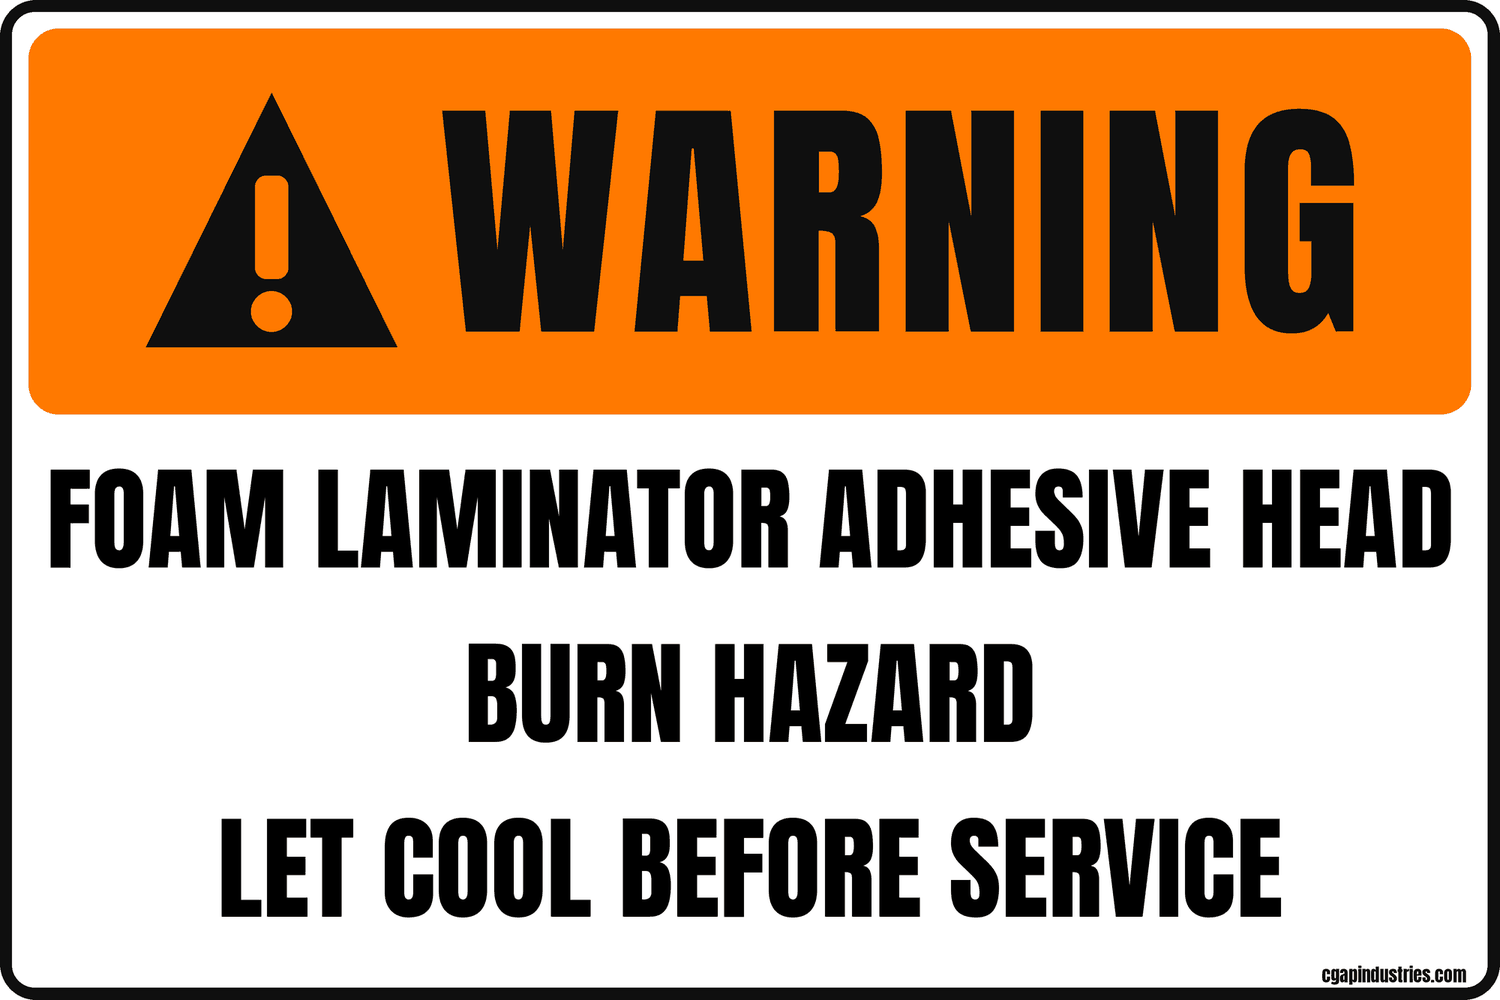 WARNING
FOAM LAMINATOR ADHESIVE HEAD
BURN HAZARD
LET COOL BEFORE SERVICE
cgapindustries.com